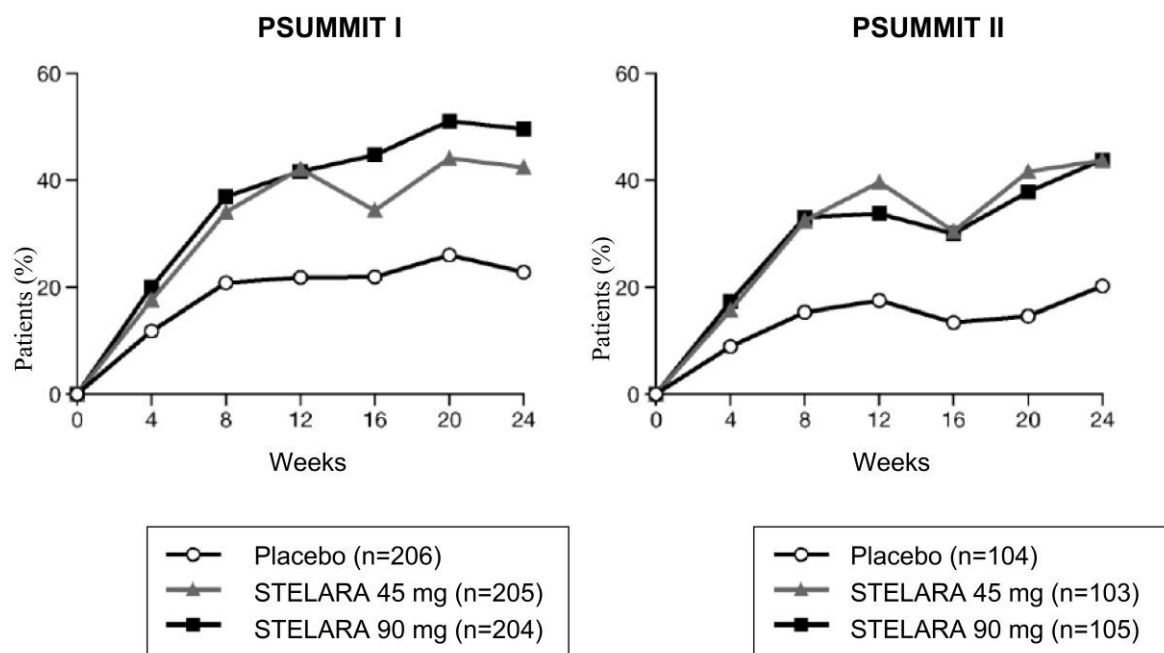 PSUMMIT I
60
40
20
0
Patients (%)
0 4 8 12 16 20 24
Weeks
Placebo (n=206)
STELARA 45 mg (n=205)
STELARA 90 mg (n=204)
PSUMMIT II
60
40
20
0
Patients (%)
0 4 8 12 16 20 24
Weeks
Placebo (n=104)
STELARA 45 mg (n=103)
STELARA 90 mg (n=105)